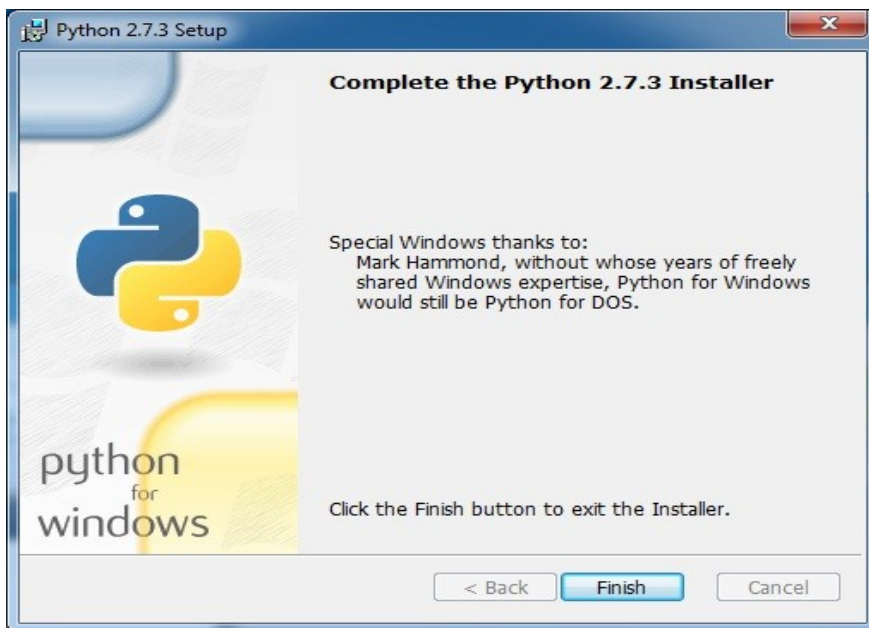 Python 2.7.3 Setup
Complete the Python 2.7.3 Installer
Special Windows thanks to:
Mark Hammond, without whose years of freely
shared Windows expertise, Python for Windows
would still be Python for DOS.
python
for
windows
Click the Finish button to exit the Installer.
< Back
Finish
Cancel